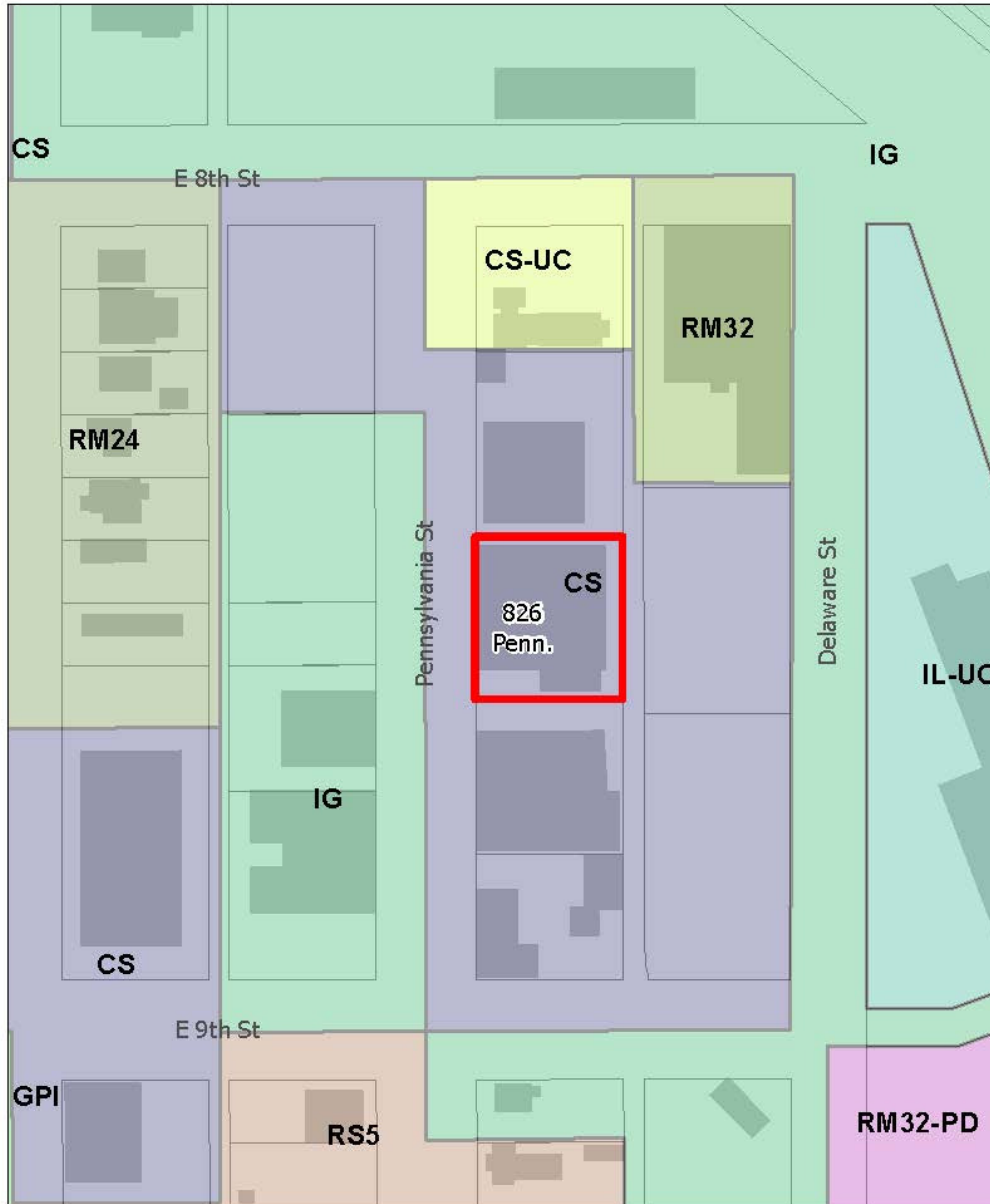 CS
IG
E 8th St
CS-UC
RM32
RM24
Pennsylvania St
CS
826
Penn.
Delaware St
IL-UC
IG
CS
E 9th St
GPI
RS5
RM32-PD